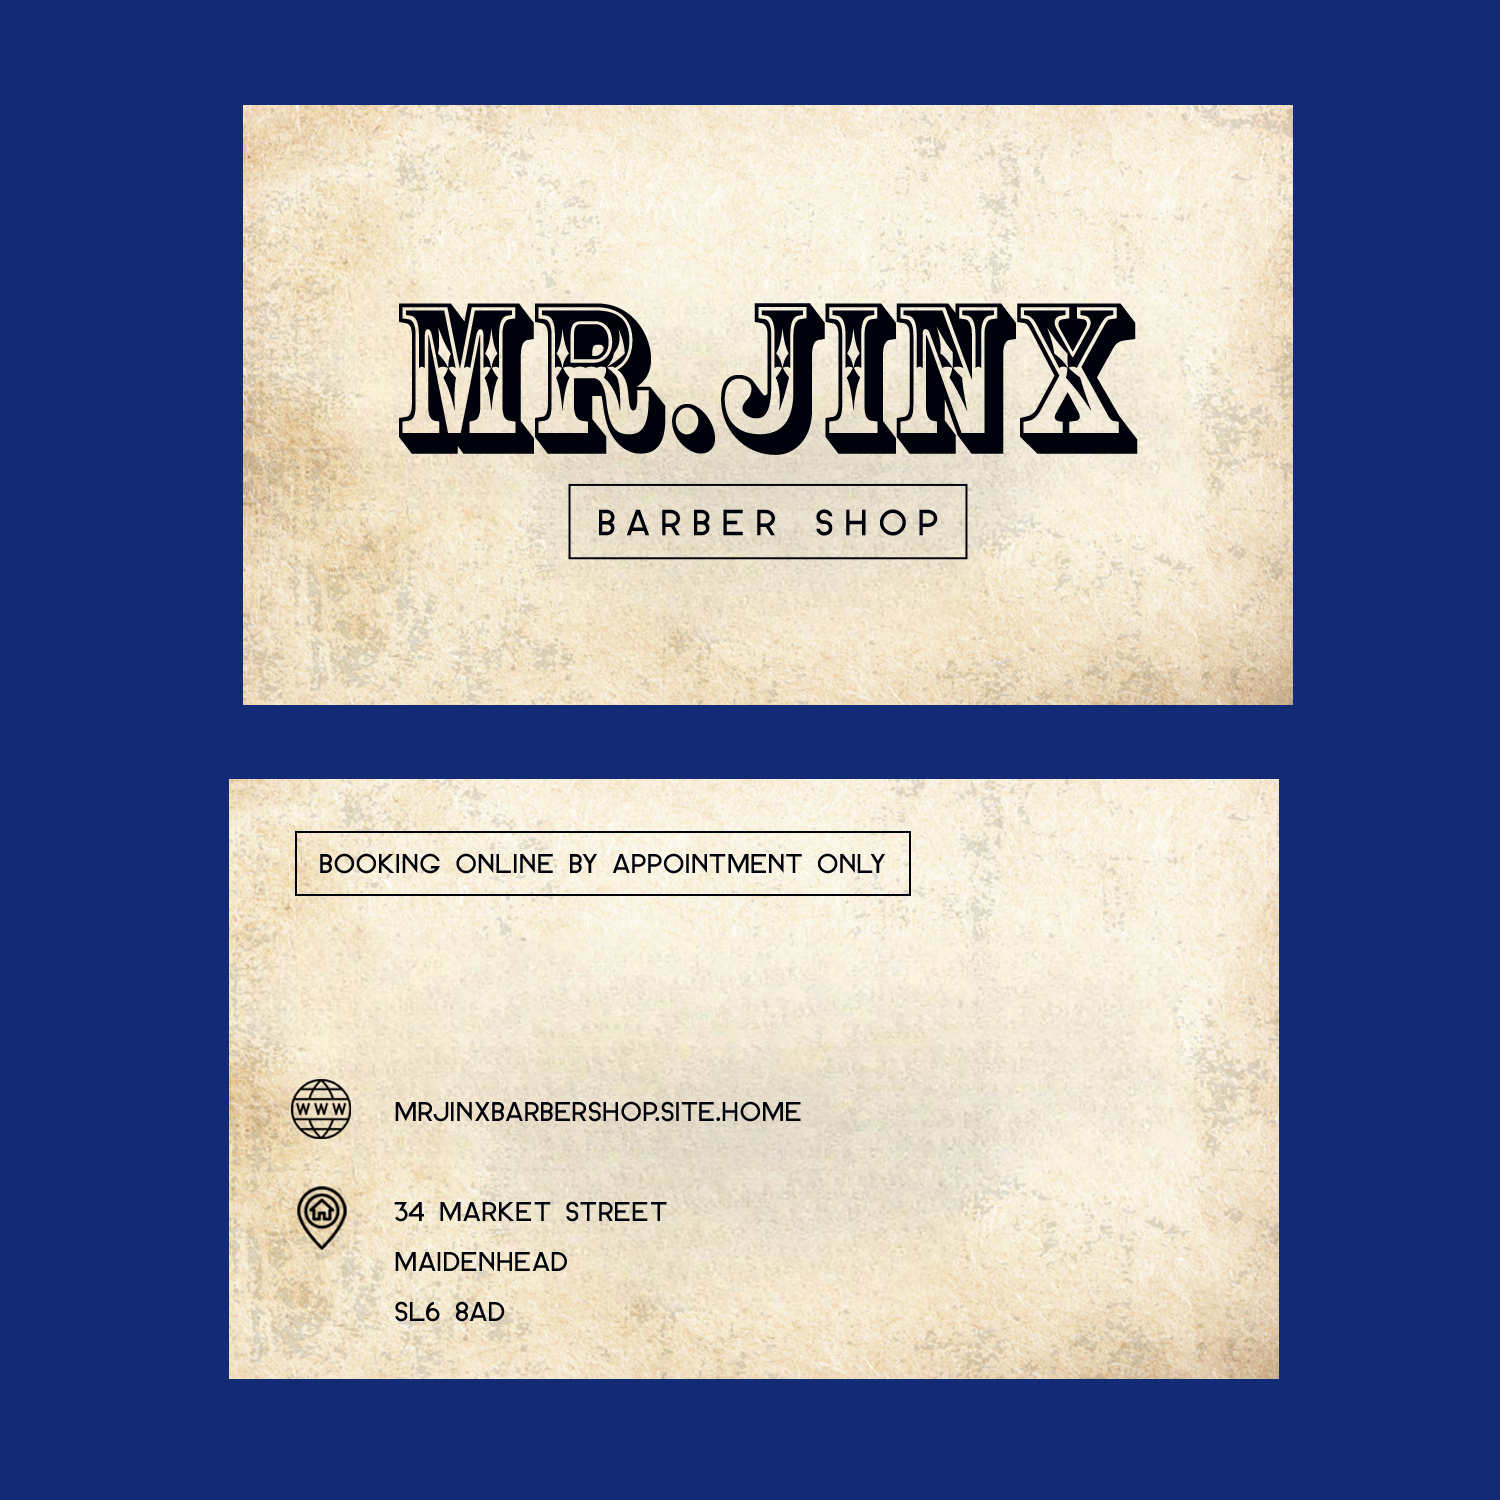 MR.JINX
BARBER SHOP
BOOKING ONLINE BY APPOINTMENT ONLY
WWW
MRJINXBARBERSHOP.SITE.HOME
34 MARKET STREET
MAIDENHEAD
SL6 8AD